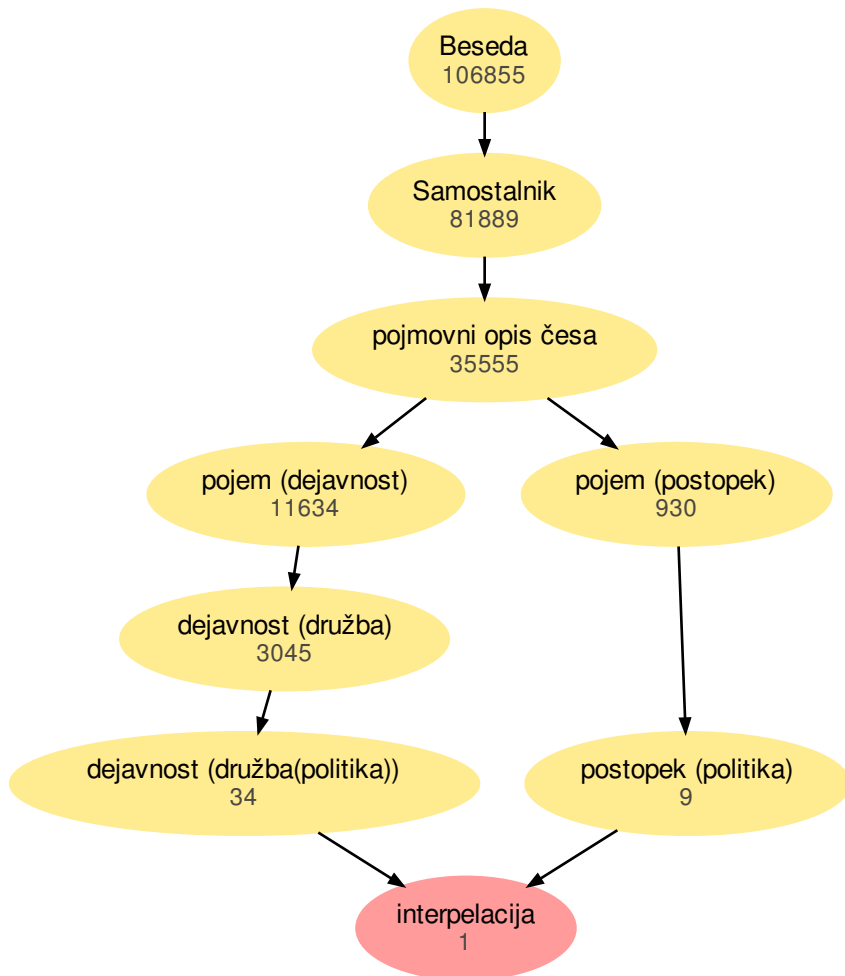 Beseda
106855
Samostalnik
81889
pojmovni opis česa
35555
pojem (dejavnost)
11634
pojem (postopek)
930
dejavnost (družba)
3045
dejavnost (družba(politika))
34
postopek (politika)
9
interpelacija
1